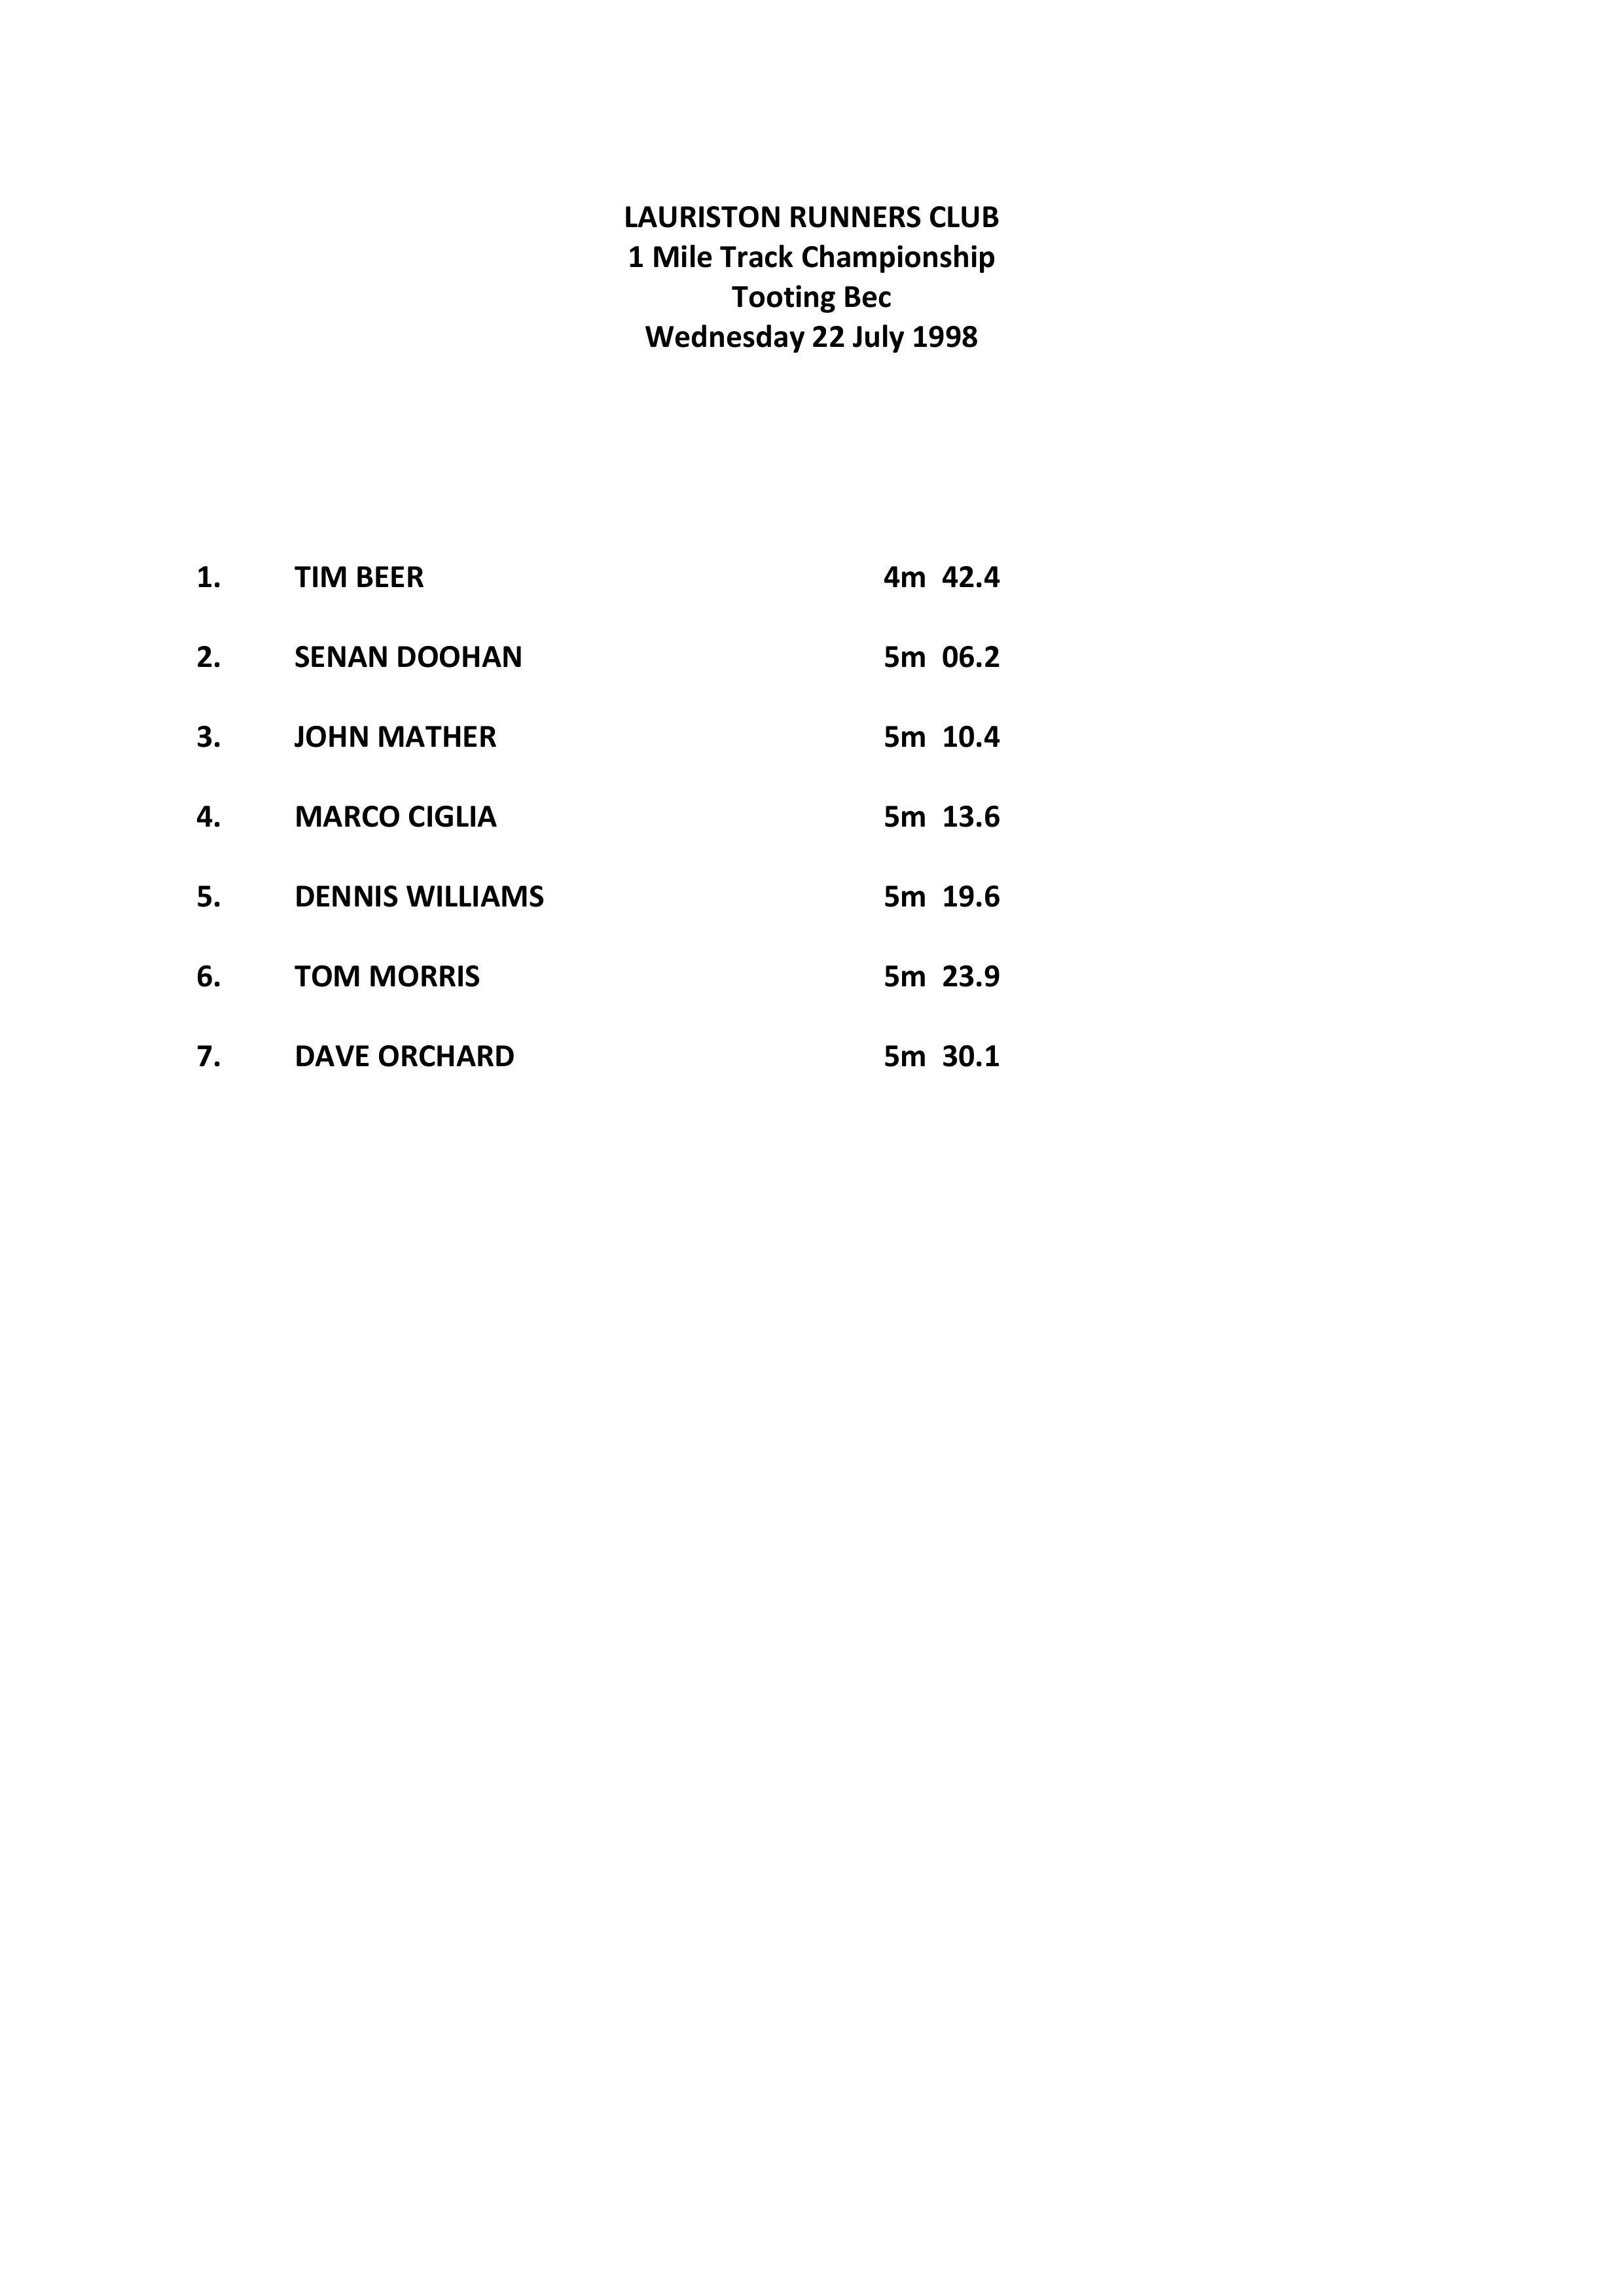 LAURISTON RUNNERS CLUB
1 Mile Track Championship
Tooting Bec
Wednesday 22 July 1998
1. TIM BEER 4m 42.4
2. SENAN DOOHAN 5m 06.2
3. JOHN MATHER 5m 10.4
4. MARCO CIGLIA 5m 13.6
5. DENNIS WILLIAMS 5m 19.6
6. TOM MORRIS 5m 23.9
7. DAVE ORCHARD 5m 30.1